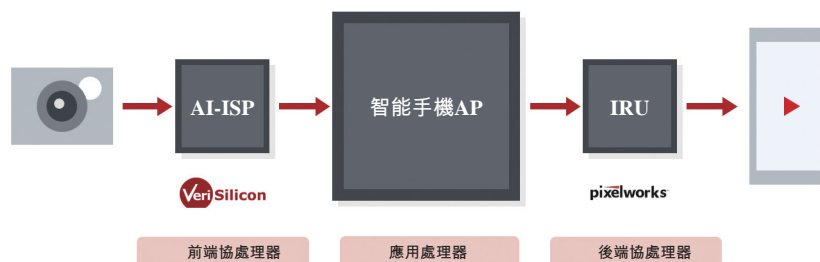 AI-ISP
智能手機AP
IRU
VeriSilicon
pixelworks
前端協處理器
應用處理器
後端協處理器